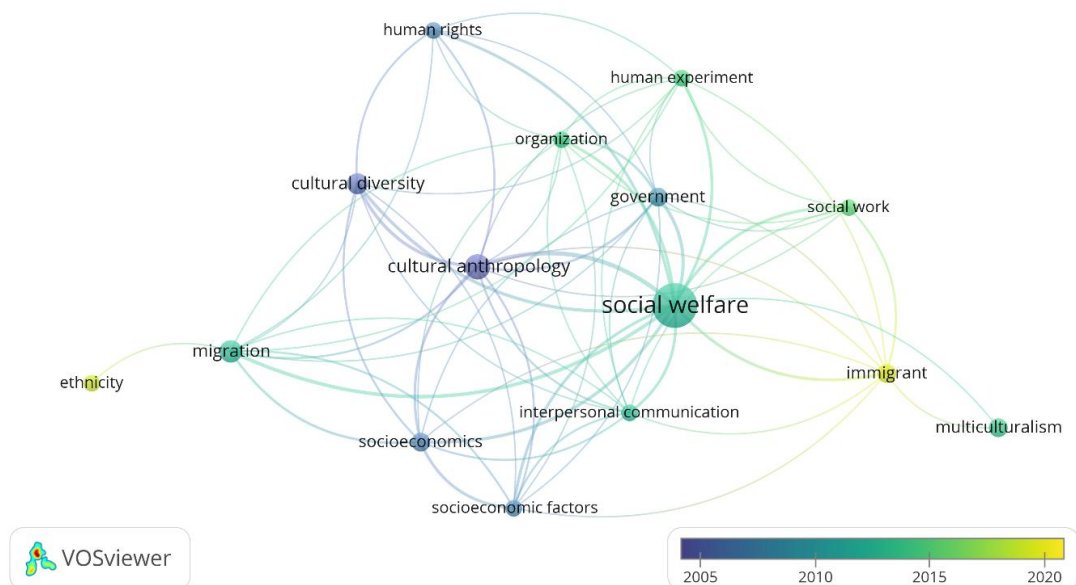 human rights
human experiment
organization
cultural diversity
government
social work
cultural anthropology
social welfare
migration
immigrant
ethnicity
interpersonal communication
multiculturalism
socioeconomics
socioeconomic factors
VOSviewer
2005
2010
2015
2020